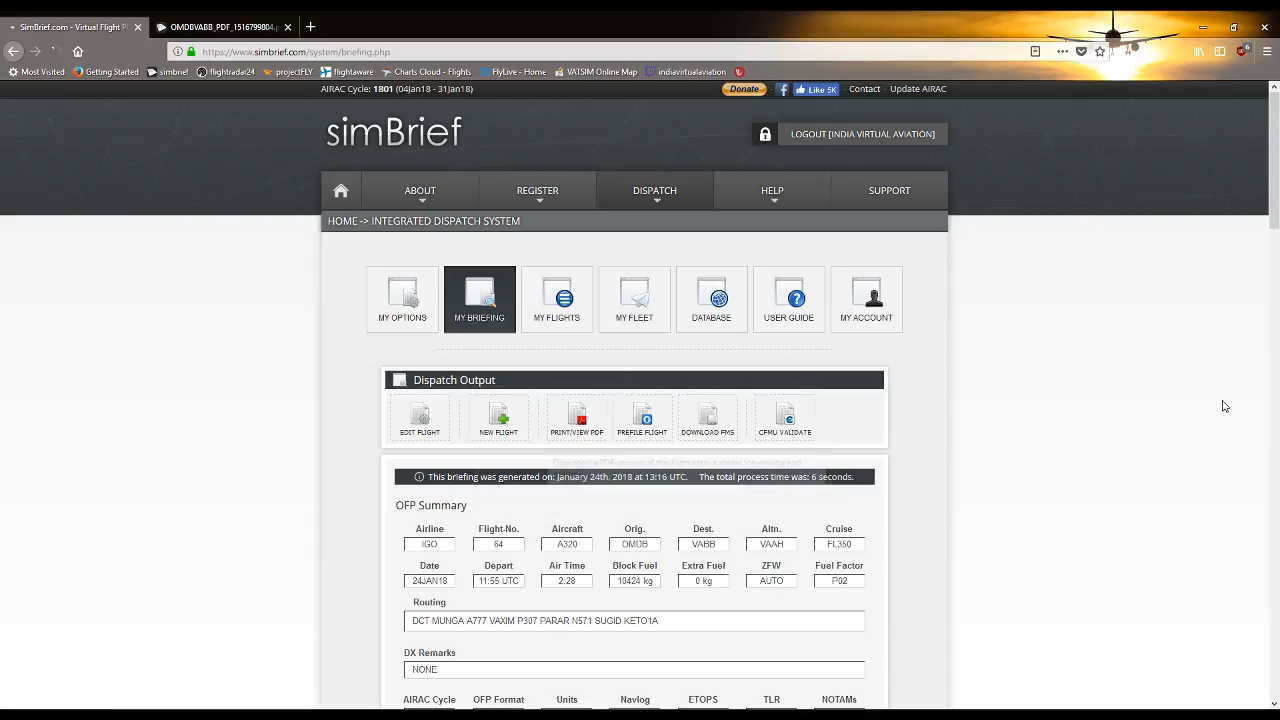 SimBrief.com - Virtual Flight P
OMDBVABB_PDF_1516799804.p
https://www.simbrief.com/system/briefing.php
Most Visited Getting Started simbrief flightradar24 projectFLY flightaware Charts Cloud - Flights FlyLive - Home VATSIM Online Map indiavirtualaviation
AIRAC Cycle: 1801 (04Jan18 - 31Jan18) Donate Like 5K Contact Update AIRAC
simBrief
LOGOUT [INDIA VIRTUAL AVIATION]
ABOUT REGISTER DISPATCH HELP SUPPORT
HOME -> INTEGRATED DISPATCH SYSTEM
MY OPTIONS MY BRIEFING MY FLIGHTS MY FLEET DATABASE USER GUIDE MY ACCOUNT
Dispatch Output
EDIT FLIGHT NEW FLIGHT PRINT/VIEW PDF PREFILE FLIGHT DOWNLOAD FMS CFMU VALIDATE
This briefing was generated on: January 24th, 2018 at 13:16 UTC. The total process time was: 6 seconds.
OFP Summary
Airline Flight-No. Aircraft Orig. Dest. Altn. Cruise
IGO 64 A320 OMDB VABB VAAH FL350
Date Depart Air Time Block Fuel Extra Fuel ZFW Fuel Factor
24JAN18 11:55 UTC 2:28 10424 kg 0 kg AUTO P02
Routing
DCT MUNGA A777 VAXIM P307 PARAR N571 SUGID KETO1A
DX Remarks
NONE
AIRAC Cycle OFP Format Units Navlog ETOPS TLR NOTAMs